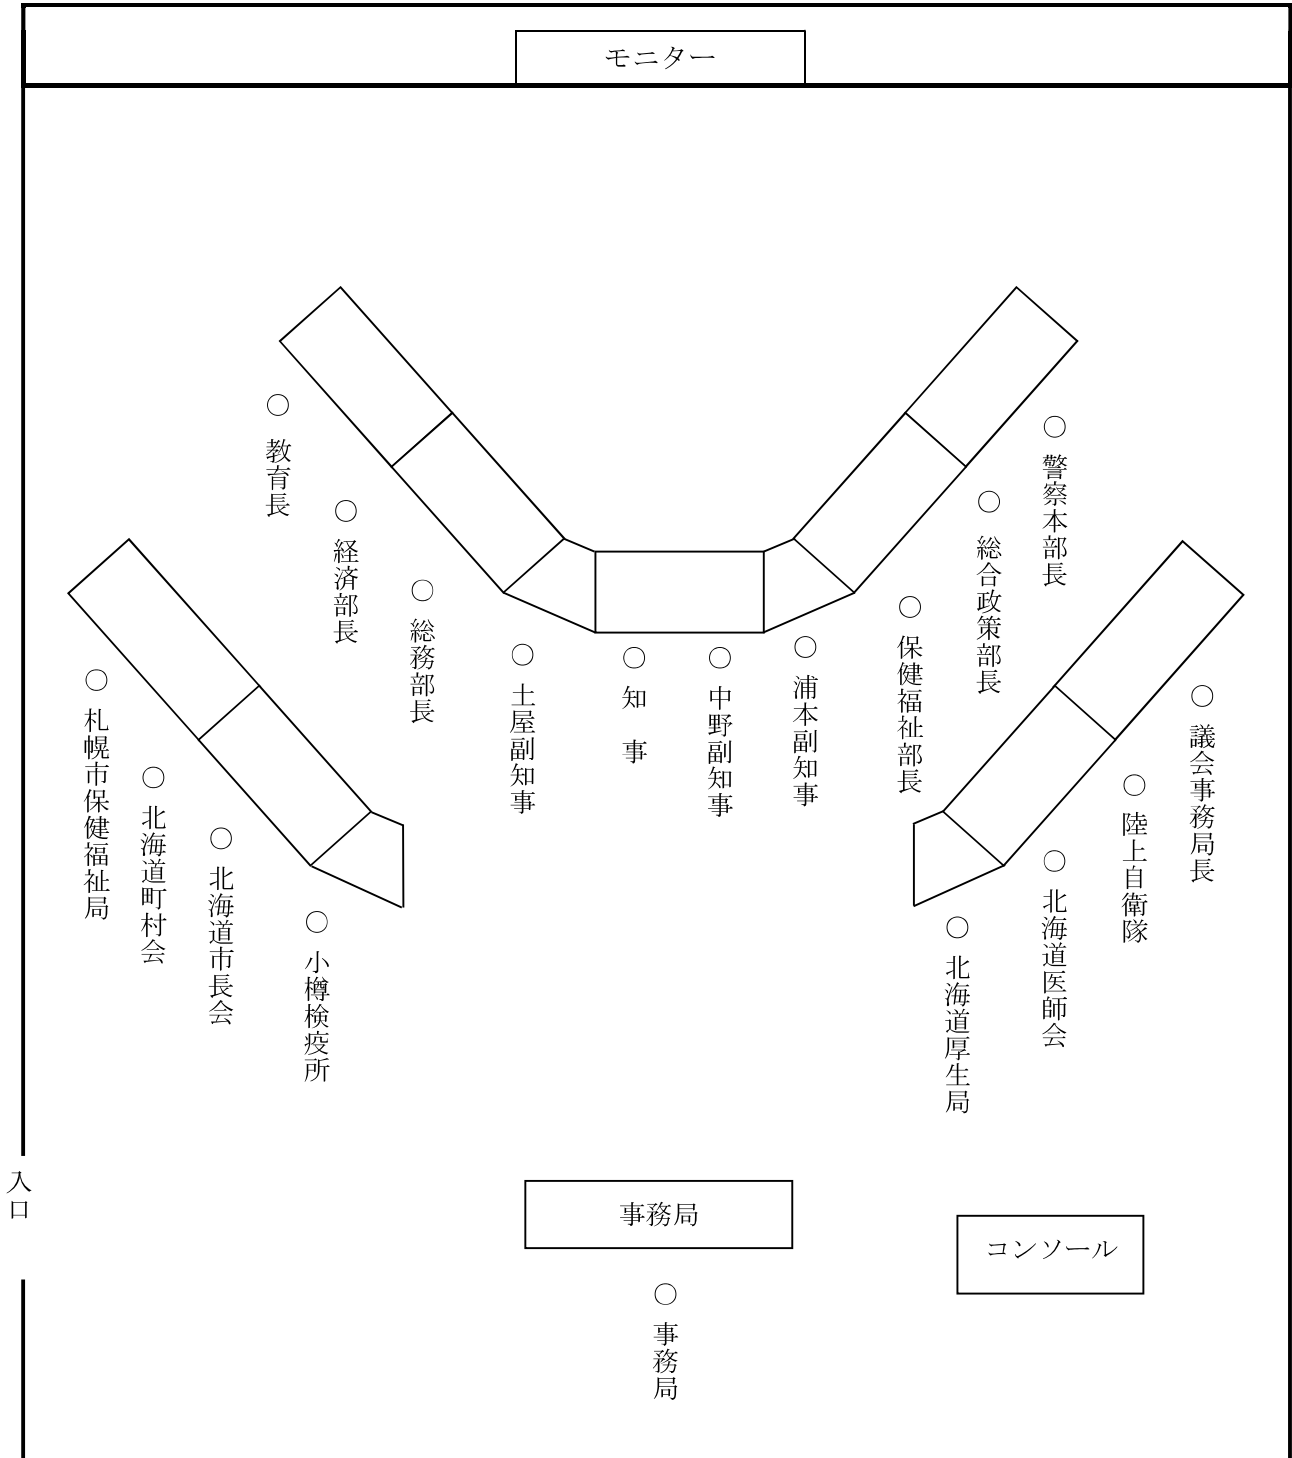 モニター
○ 教育長
○ 経済部長
○ 総務部長
○ 土屋副知事
○ 知　事
○ 中野副知事
○ 浦本副知事
○ 保健福祉部長
○ 総合政策部長
○ 警察本部長
○ 札幌市保健福祉局
○ 北海道町村会
○ 北海道市長会
○ 小樽検疫所
○ 北海道厚生局
○ 北海道医師会
○ 陸上自衛隊
○ 議会事務局長
入口
事務局
コンソール
○ 事務局